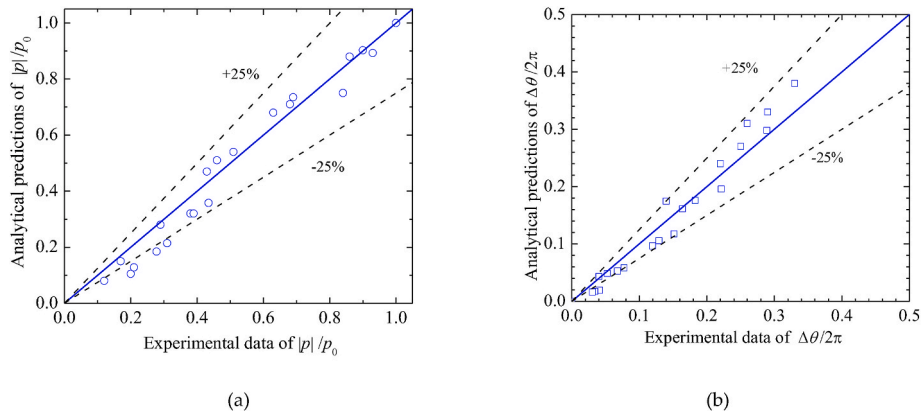 Analytical predictions of |p|/p₀
1.0
0.8
0.6
0.4
0.2
0.0
+25%
-25%
0.0 0.2 0.4 0.6 0.8 1.0
Experimental data of |p|/p₀
(a)
Analytical predictions of Δθ/2π
0.5
0.4
0.3
0.2
0.1
0.0
+25%
-25%
0.0 0.1 0.2 0.3 0.4 0.5
Experimental data of Δθ/2π
(b)